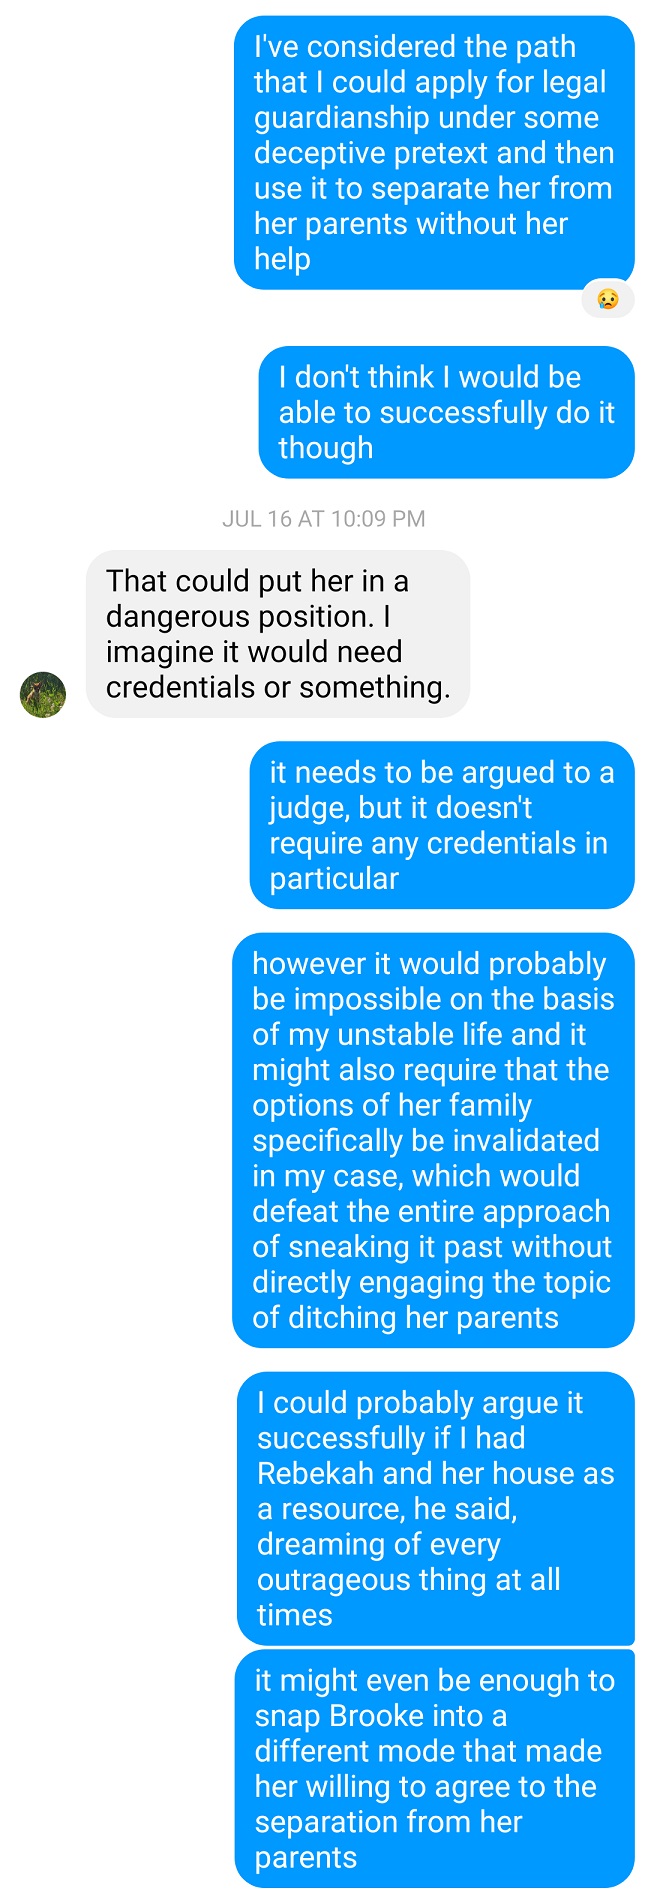 I've considered the path
that I could apply for legal
guardianship under some
deceptive pretext and then
use it to separate her from
her parents without her
help
I don't think I would be
able to successfully do it
though
JUL 16 AT 10:09 PM
That could put her in a
dangerous position. I
imagine it would need
credentials or something.
it needs to be argued to a
judge, but it doesn't
require any credentials in
particular
however it would probably
be impossible on the basis
of my unstable life and it
might also require that the
options of her family
specifically be invalidated
in my case, which would
defeat the entire approach
of sneaking it past without
directly engaging the topic
of ditching her parents
I could probably argue it
successfully if I had
Rebekah and her house as
a resource, he said,
dreaming of every
outrageous thing at all
times
it might even be enough to
snap Brooke into a
different mode that made
her willing to agree to the
separation from her
parents